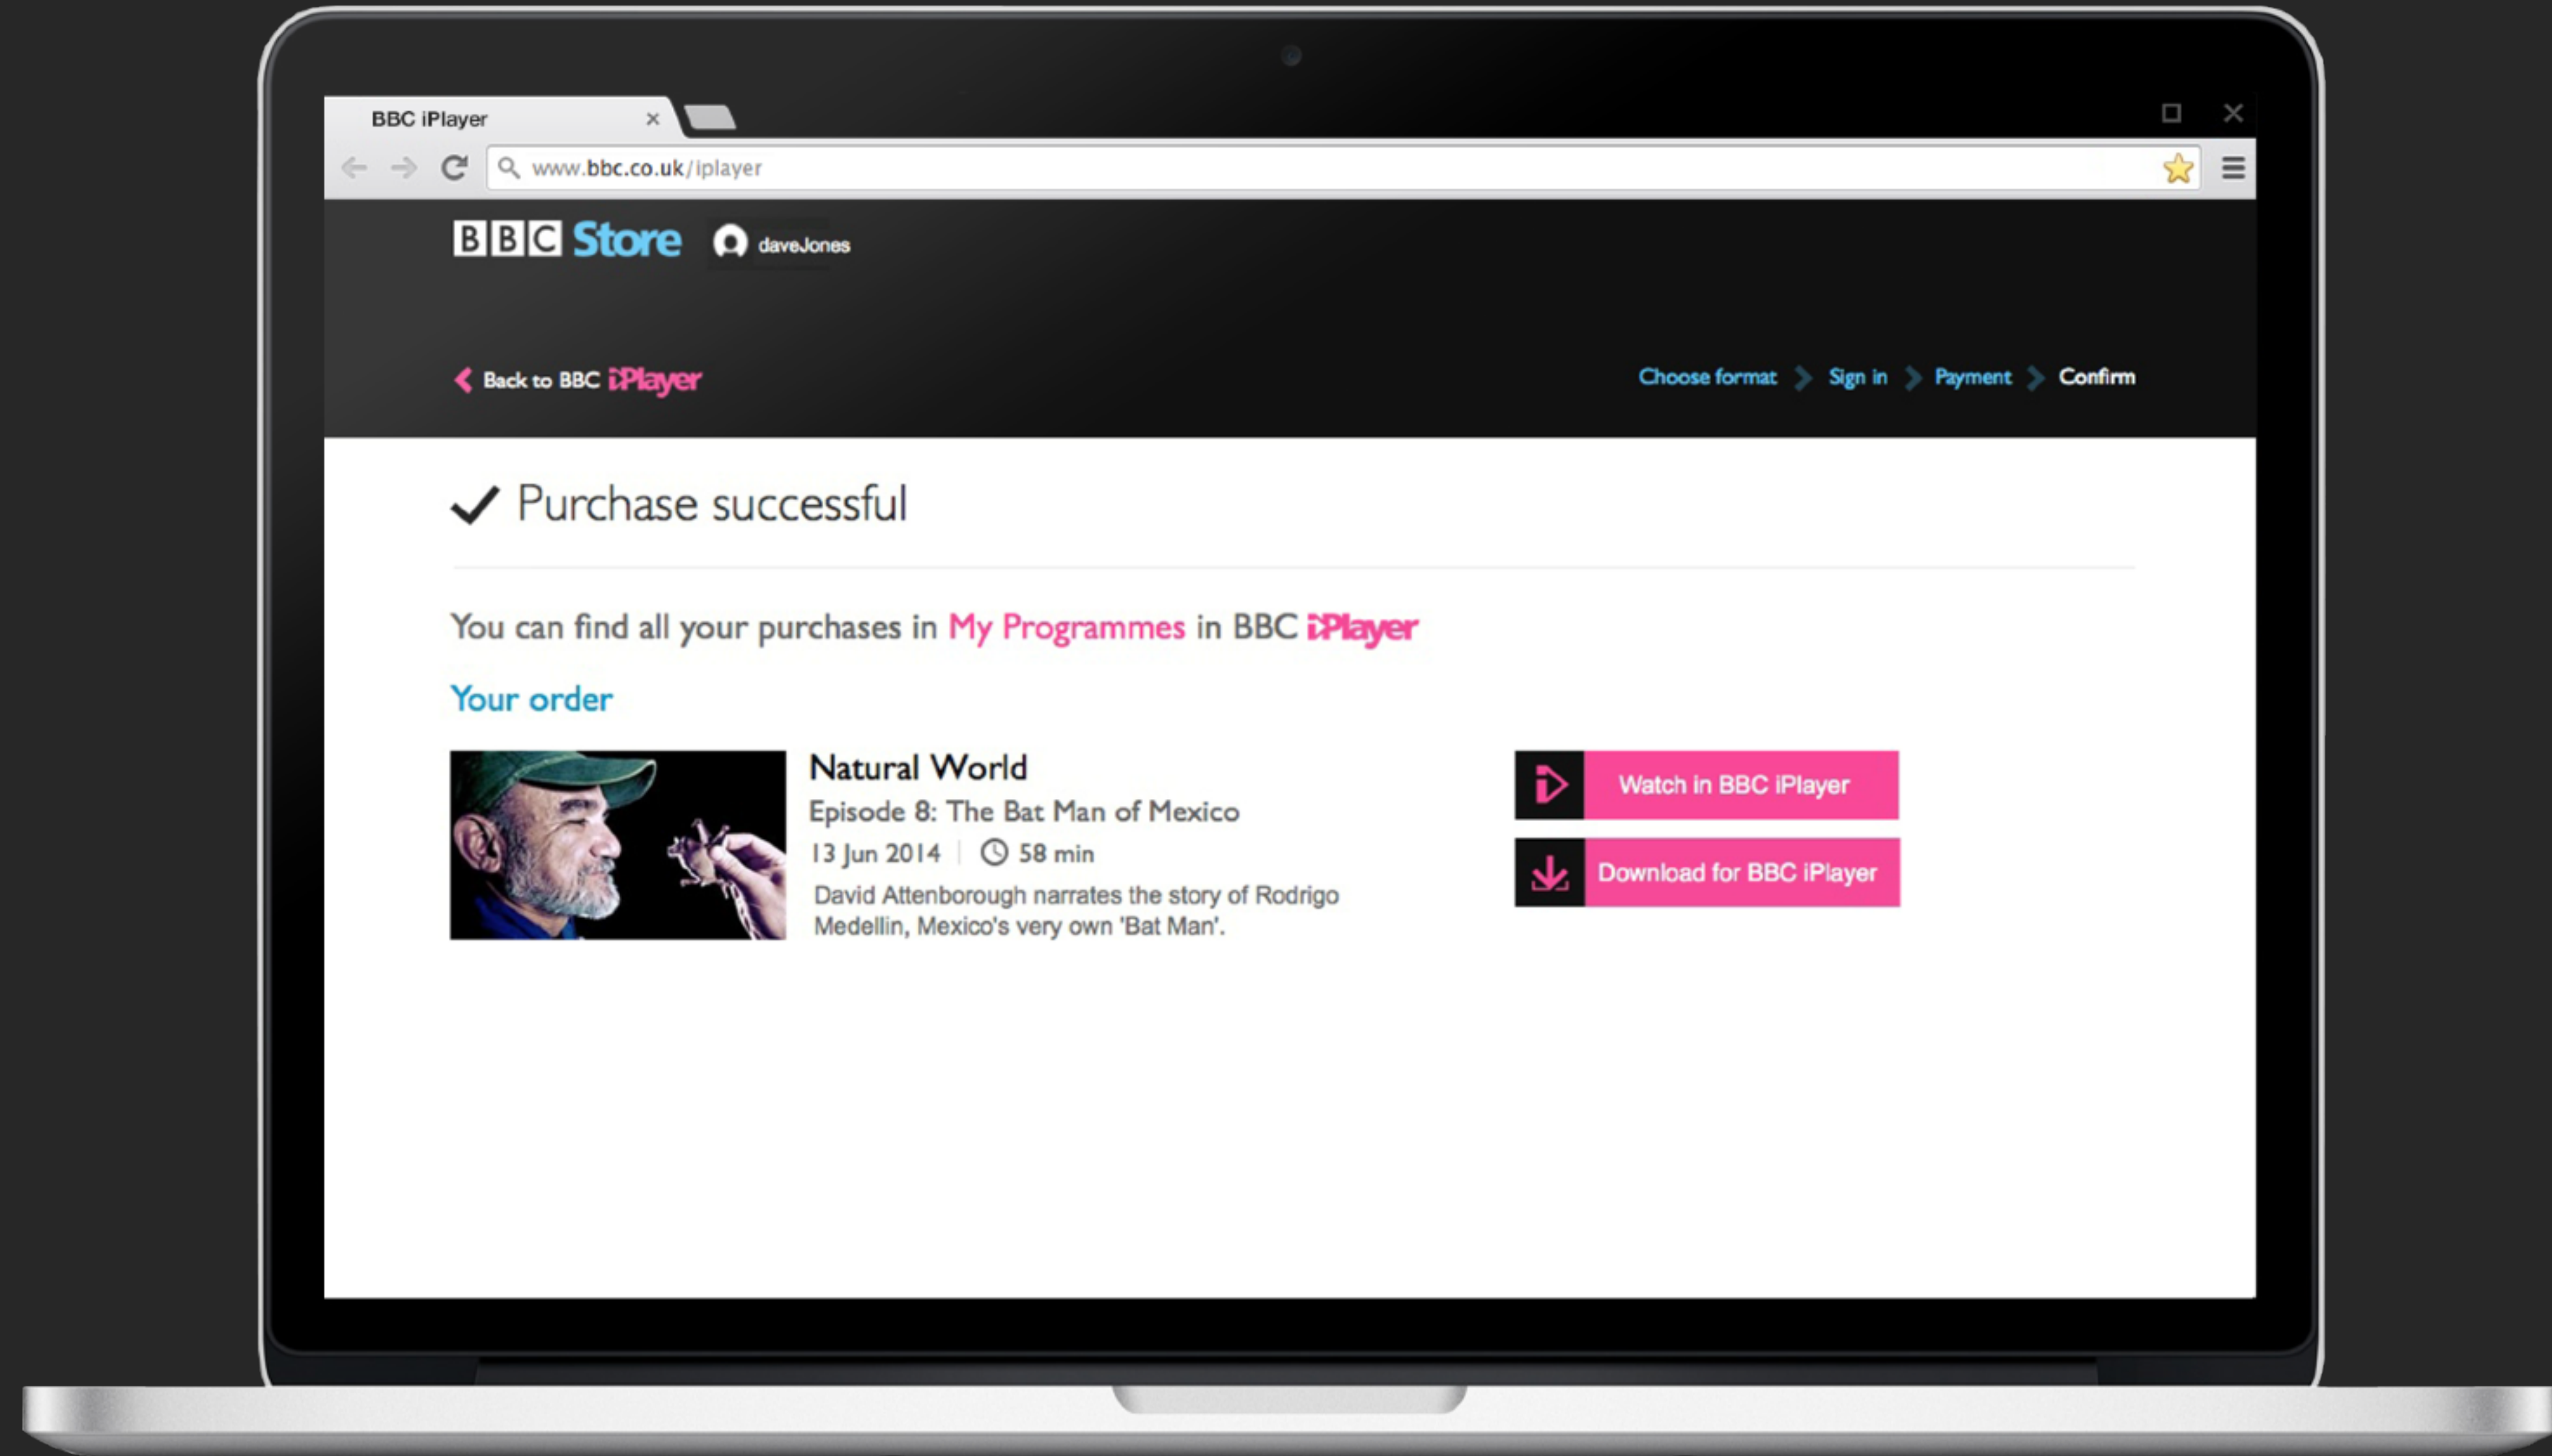 BBC iPlayer
www.bbc.co.uk/iplayer
BBC Store daveJones
Back to BBC iPlayer
Choose format Sign in Payment Confirm
Purchase successful
You can find all your purchases in My Programmes in BBC iPlayer
Your order
Natural World
Episode 8: The Bat Man of Mexico
13 Jun 2014 58 min
David Attenborough narrates the story of Rodrigo
Medellin, Mexico's very own 'Bat Man'.
Watch in BBC iPlayer
Download for BBC iPlayer